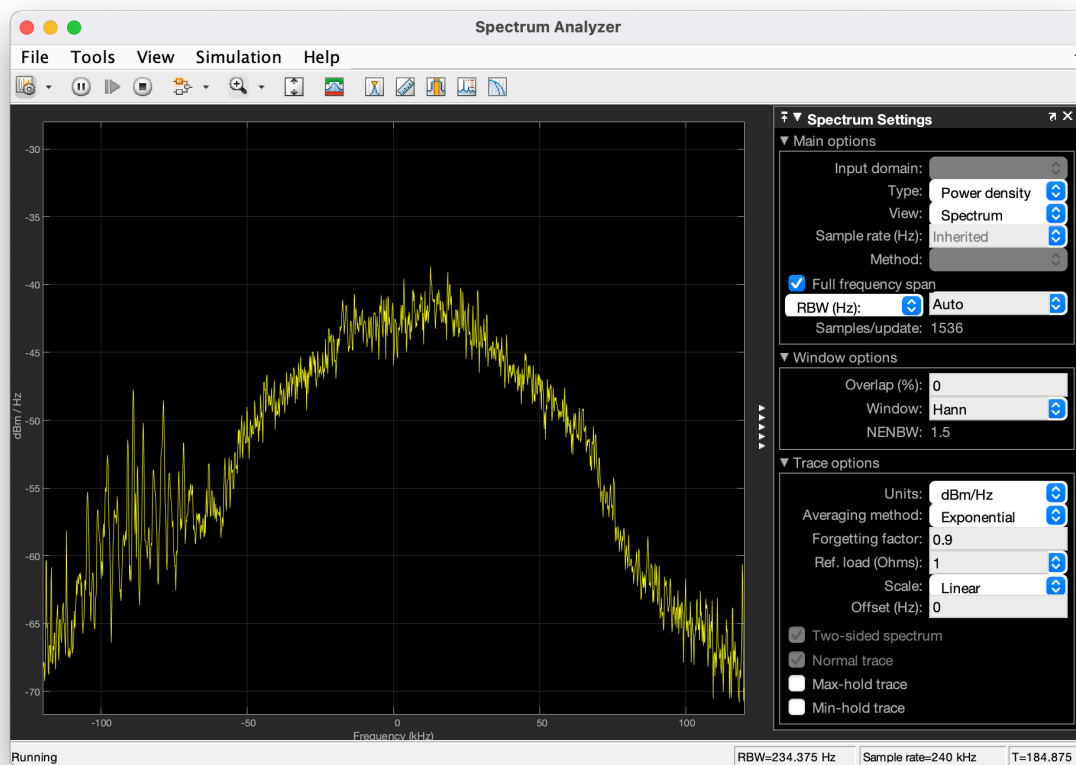 Spectrum Analyzer
File Tools View Simulation Help
Spectrum Settings
Main options
Input domain:
Type: Power density
View: Spectrum
Sample rate (Hz): Inherited
Method:
Full frequency span
RBW (Hz): Auto
Samples/update: 1536
Window options
Overlap (%): 0
Window: Hann
NENBW: 1.5
Trace options
Units: dBm/Hz
Averaging method: Exponential
Forgetting factor: 0.9
Ref. load (Ohms): 1
Scale: Linear
Offset (Hz): 0
Two-sided spectrum
Normal trace
Max-hold trace
Min-hold trace
-30
-35
-40
-45
-50
-55
-60
-65
-70
dBm / Hz
-100 -50 0 50 100
Frequency (kHz)
Running RBW=234.375 Hz Sample rate=240 kHz T=184.875